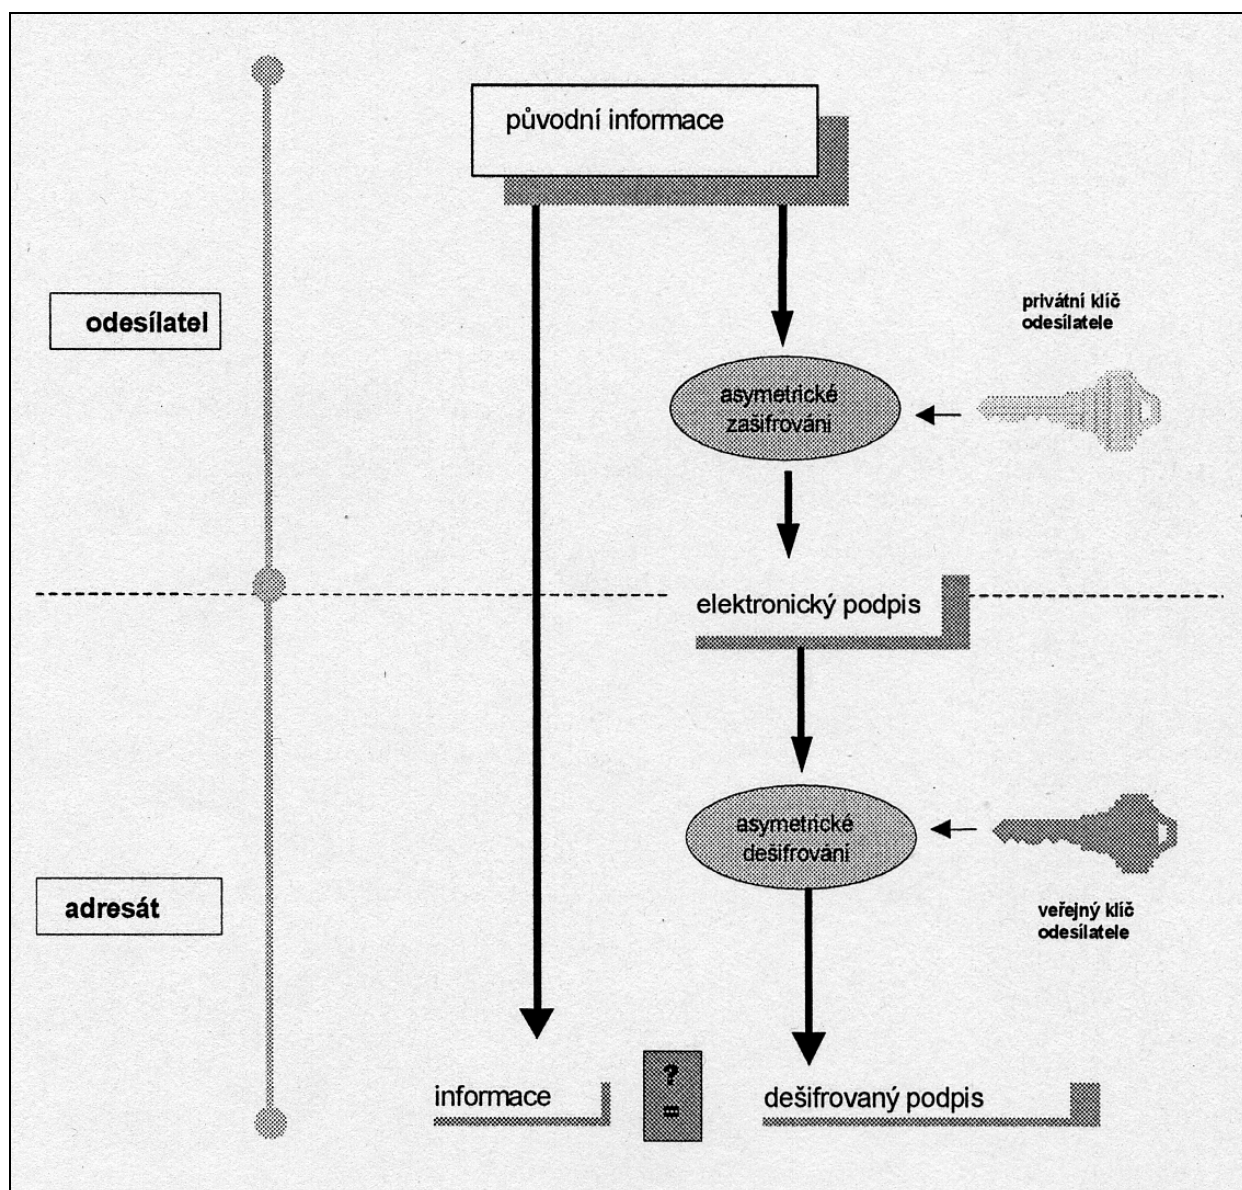 původní informace
privátní klíč
odesílatele
odesílatel
asymetrické
zašifrování
elektronický podpis
asymetrické
dešifrování
adresát
veřejný klíč
odesílatele
informace
?
=
dešifrovaný podpis